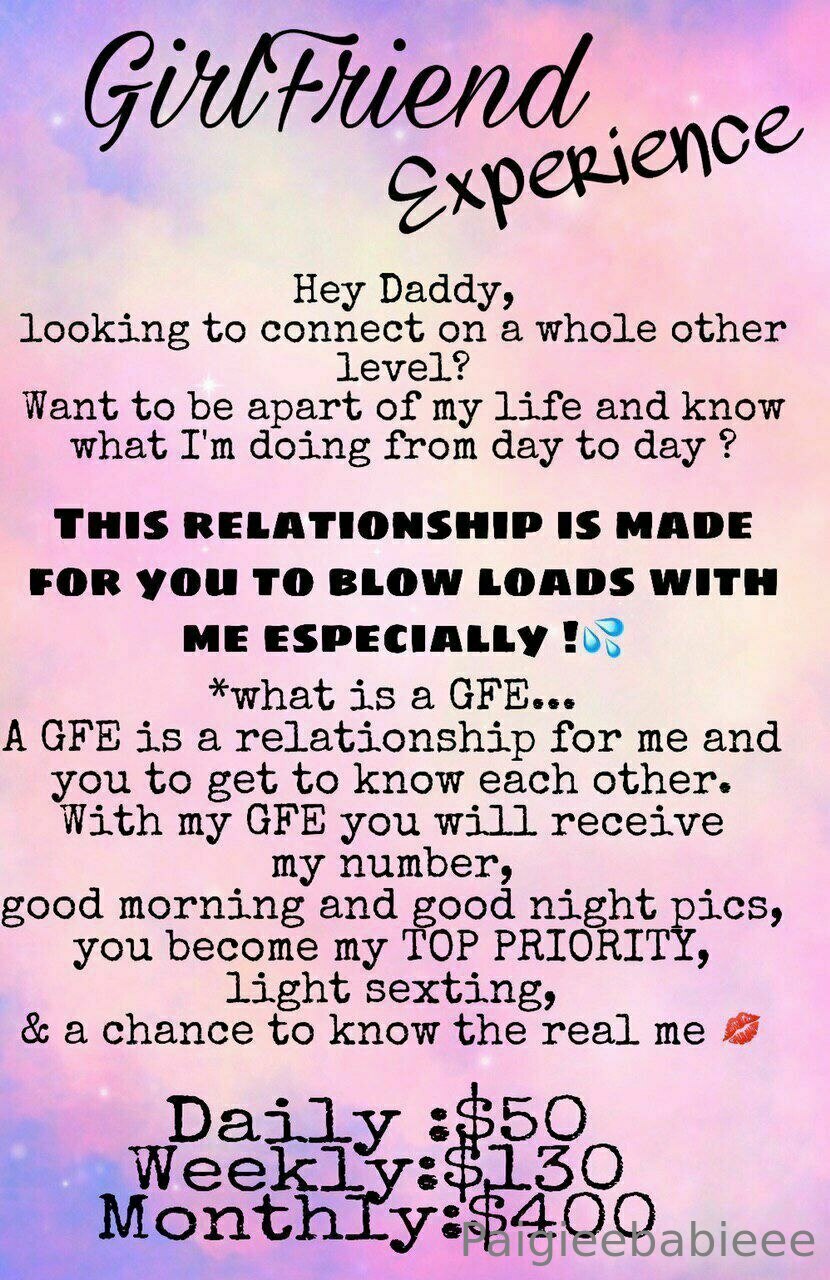 GirlFriend
Experience
Hey Daddy,
looking to connect on a whole other
level?
Want to be apart of my life and know
what I'm doing from day to day ?
THIS RELATIONSHIP IS MADE
FOR YOU TO BLOW LOADS WITH
ME ESPECIALLY !💦
*what is a GFE...
A GFE is a relationship for me and
you to get to know each other.
With my GFE you will receive
my number,
good morning and good night pics,
you become my TOP PRIORITY,
light sexting,
& a chance to know the real me 💋
Daily :$50
Weekly:$130
Monthly:$400
Paigieebabieee